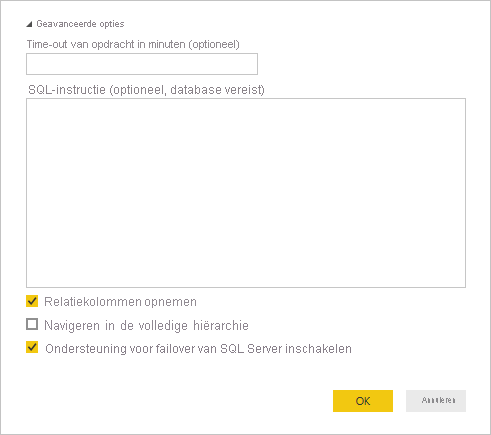 Geavanceerde opties
Time-out van opdracht in minuten (optioneel)
SQL-instructie (optioneel, database vereist)
Relatiekolommen opnemen
Navigeren in de volledige hiërarchie
Ondersteuning voor failover van SQL Server inschakelen
OK
Annuleren